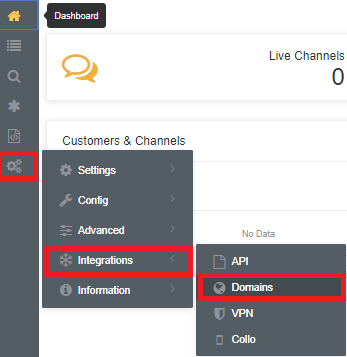 Dashboard
Live Channels
0
Customers & Channels
Settings
Config
Advanced
No Data
Integrations
API
Information
Domains
VPN
Collo